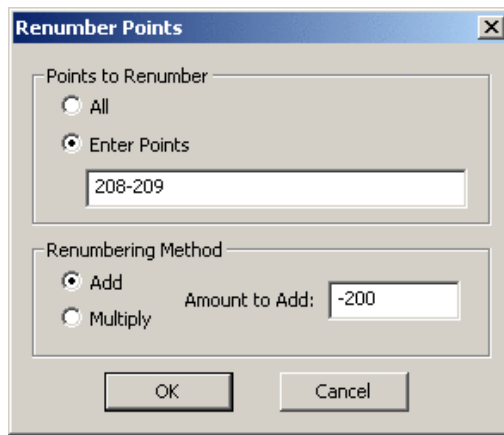 Renumber Points
Points to Renumber
All
Enter Points
208-209
Renumbering Method
Add
Amount to Add: -200
Multiply
OK Cancel